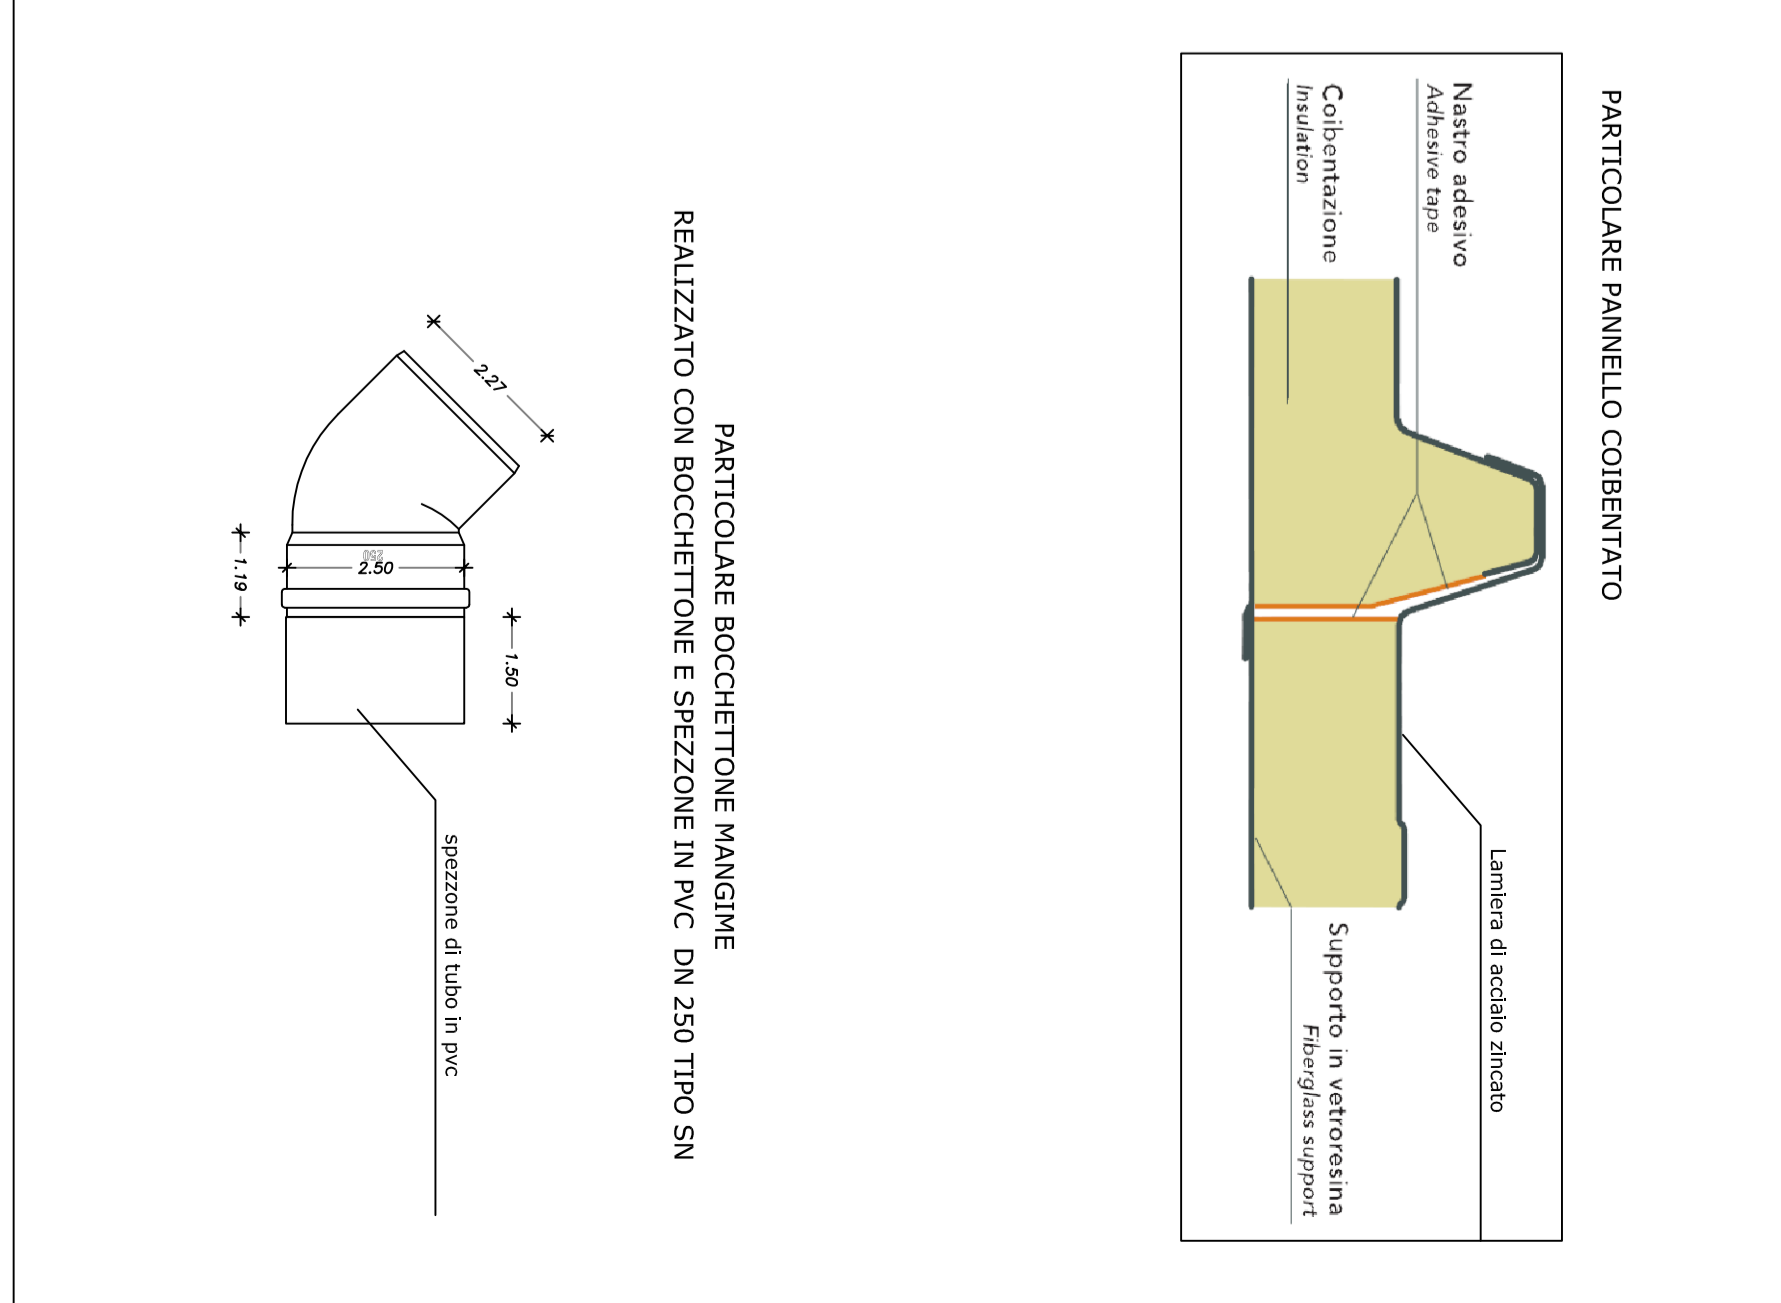 PARTICOLARE PANNELLO COIBENTATO
Nastro adesivo
Adhesive tape
Coibentazione
Insulation
Lamiera di acciaio zincato
Supporto in vetroresina
Fiberglass support
PARTICOLARE BOCCHETTONE MANGIME
REALIZZATO CON BOCCHETTONE E SPEZZONE IN PVC DN 250 TIPO SN
2.27
1.50
250
2.50
1.19
spezzone di tubo in pvc